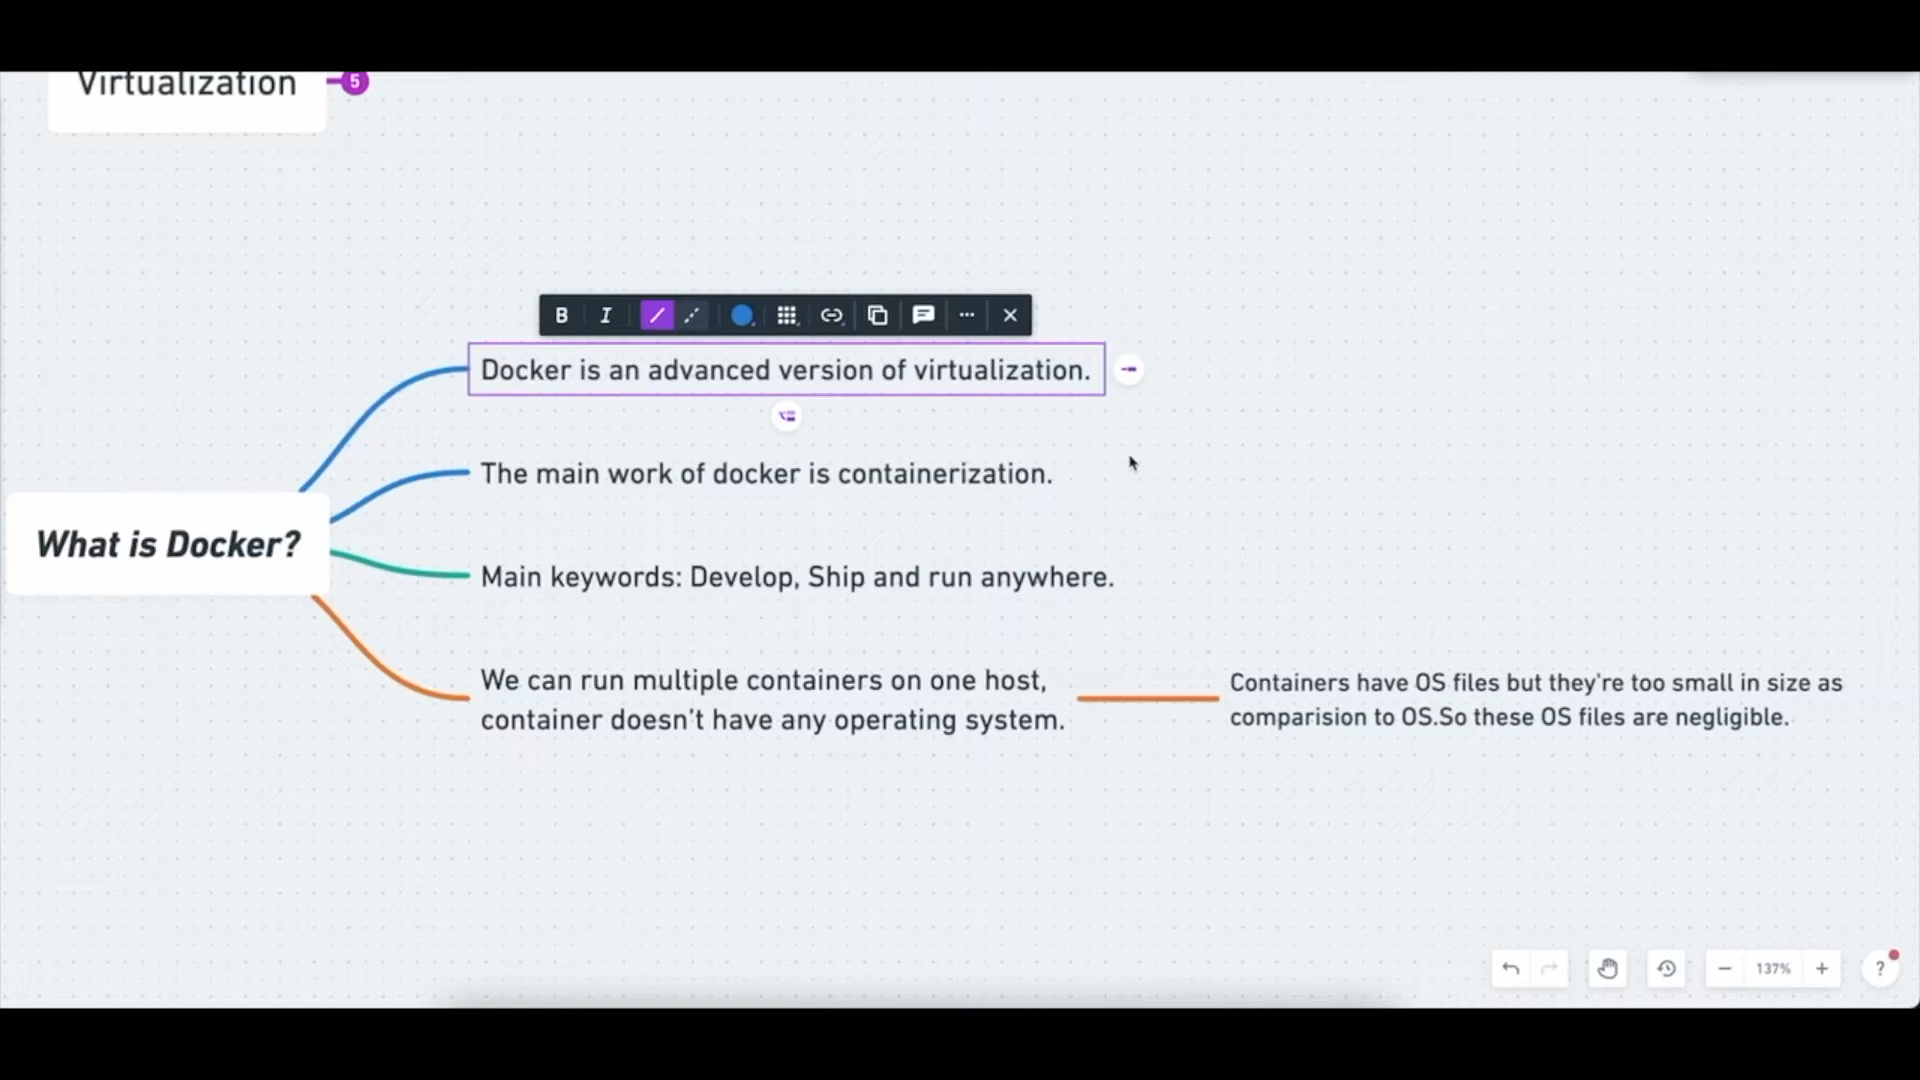 Virtualization
5
B I
Docker is an advanced version of virtualization.
The main work of docker is containerization.
What is Docker?
Main keywords: Develop, Ship and run anywhere.
We can run multiple containers on one host,
container doesn't have any operating system.
Containers have OS files but they're too small in size as
comparision to OS.So these OS files are negligible.
137%
?